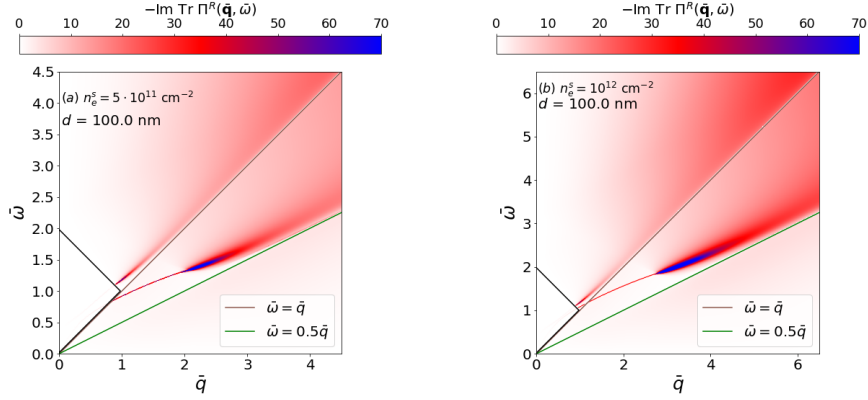 −Im Tr Π^R(q̄, ω̄)
0 10 20 30 40 50 60 70
(a) n_e^s = 5 · 10^11 cm^−2
d = 100.0 nm
4.5
4.0
3.5
3.0
2.5
2.0
1.5
1.0
0.5
0.0
ω̄
ω̄ = q̄
ω̄ = 0.5q̄
0 1 2 3 4
q̄
−Im Tr Π^R(q̄, ω̄)
0 10 20 30 40 50 60 70
(b) n_e^s = 10^12 cm^−2
d = 100.0 nm
6
5
4
3
2
1
0
ω̄
ω̄ = q̄
ω̄ = 0.5q̄
0 2 4 6
q̄